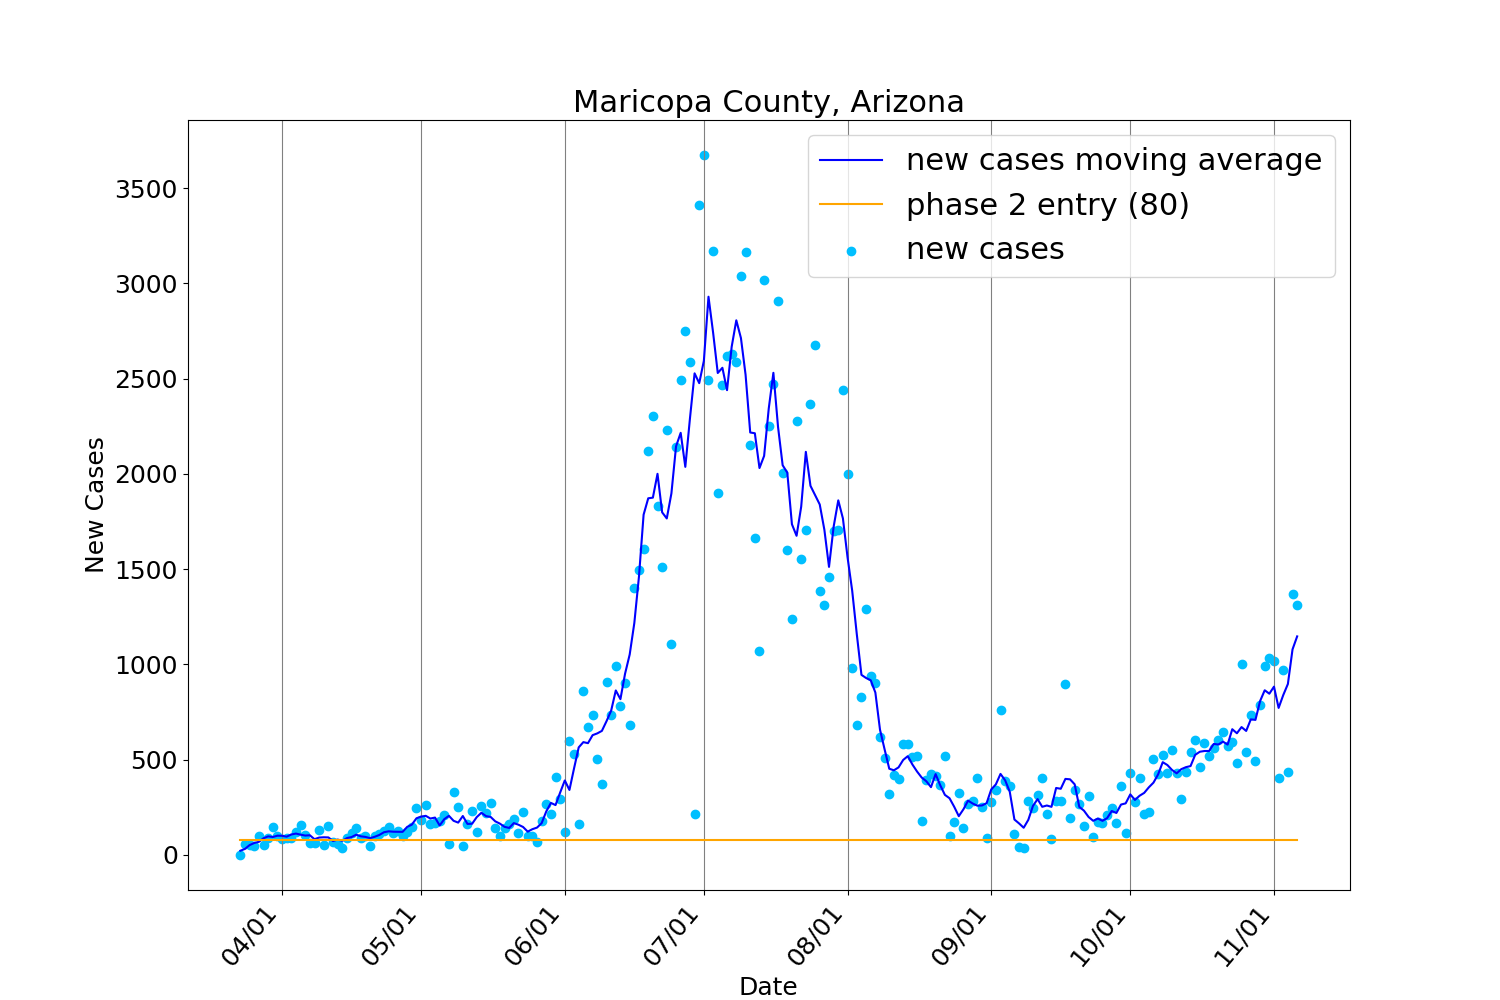 Maricopa County, Arizona
new cases moving average
phase 2 entry (80)
new cases
New Cases
3500
3000
2500
2000
1500
1000
500
0
04/01
05/01
06/01
07/01
08/01
09/01
10/01
11/01
Date